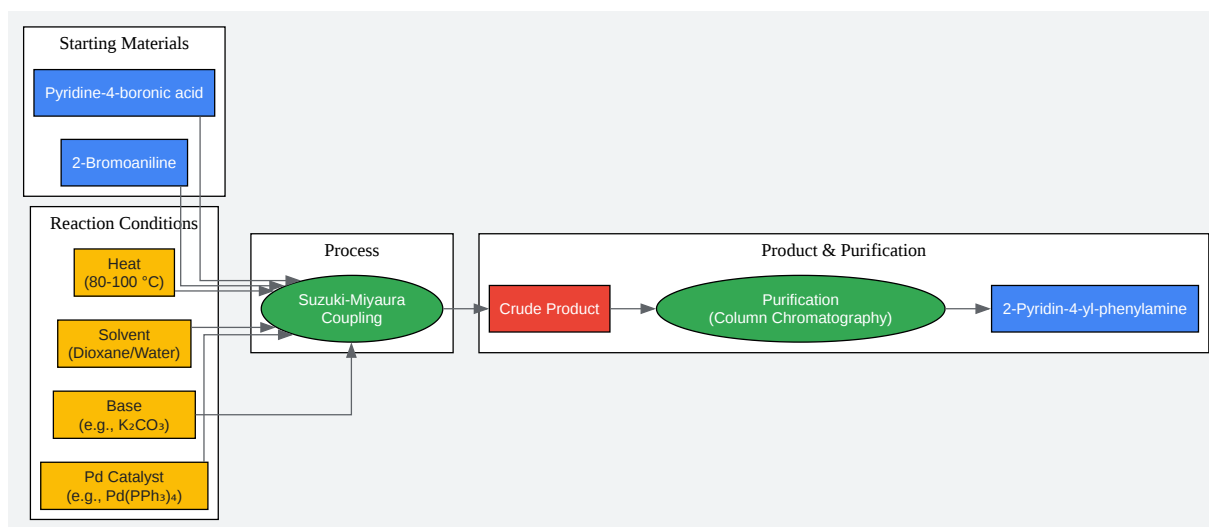 Starting Materials
Pyridine-4-boronic acid
2-Bromoaniline
Reaction Conditions
Heat
(80-100 °C)
Solvent
(Dioxane/Water)
Base
(e.g., K₂CO₃)
Pd Catalyst
(e.g., Pd(PPh₃)₄)
Process
Suzuki-Miyaura
Coupling
Product & Purification
Crude Product
Purification
(Column Chromatography)
2-Pyridin-4-yl-phenylamine